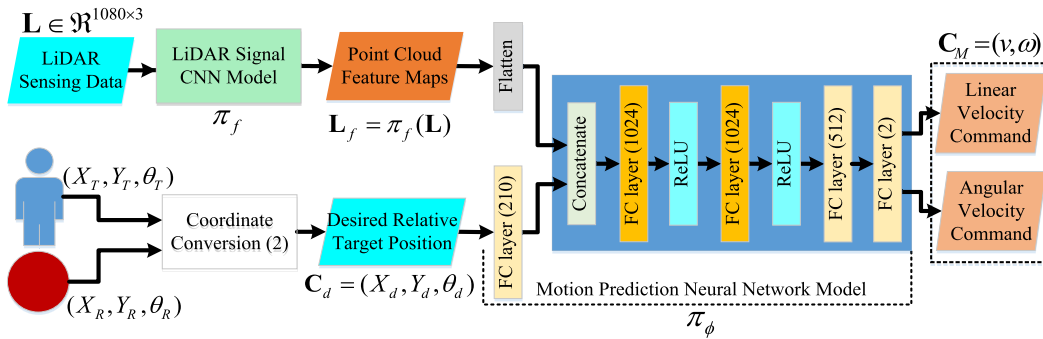 𝐋 ∈ ℜ^{1080×3}
LiDAR
Sensing Data
LiDAR Signal
CNN Model
π_f
Point Cloud
Feature Maps
𝐋_f = π_f(𝐋)
Flatten
(X_T, Y_T, θ_T)
(X_R, Y_R, θ_R)
Coordinate
Conversion (2)
Desired Relative
Target Position
𝐂_d = (X_d, Y_d, θ_d)
FC layer (210)
Concatenate
FC layer (1024)
ReLU
FC layer (1024)
ReLU
FC layer (512)
FC layer (2)
Motion Prediction Neural Network Model
π_ϕ
𝐂_M = (v, ω)
Linear
Velocity
Command
Angular
Velocity
Command